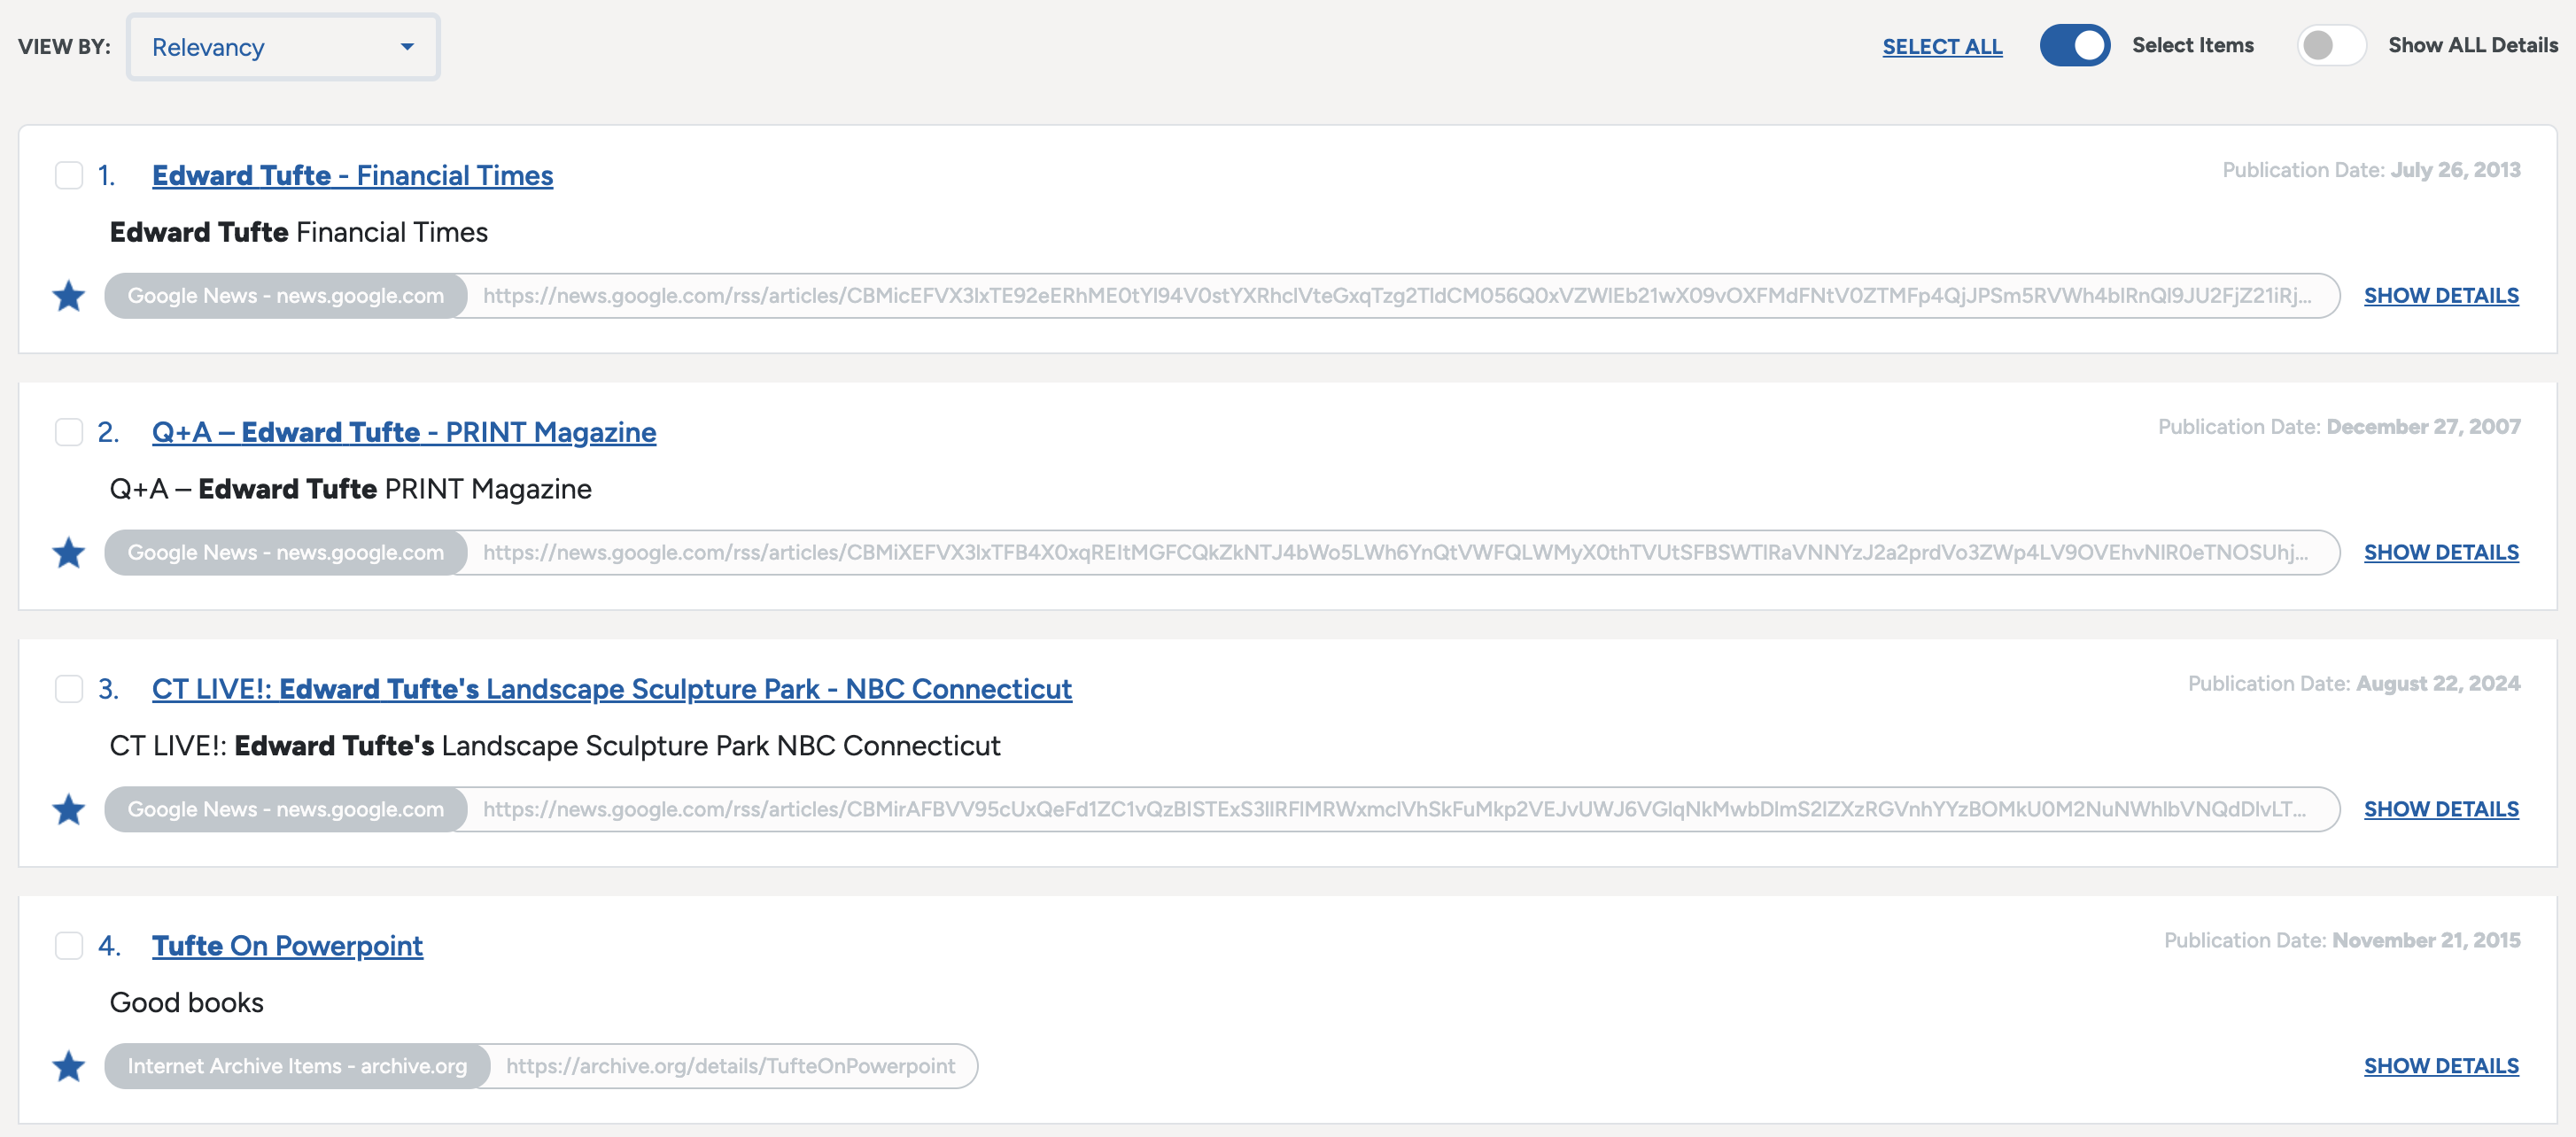 VIEW BY: Relevancy SELECT ALL Select Items Show ALL Details
1. Edward Tufte - Financial Times Publication Date: July 26, 2013
Edward Tufte Financial Times
Google News - news.google.com https://news.google.com/rss/articles/ SHOW DETAILS
2. Q+A – Edward Tufte - PRINT Magazine Publication Date: December 27, 2007
Q+A – Edward Tufte PRINT Magazine
Google News - news.google.com https://news.google.com/rss/articles/ SHOW DETAILS
3. CT LIVE!: Edward Tufte's Landscape Sculpture Park - NBC Connecticut Publication Date: August 22, 2024
CT LIVE!: Edward Tufte's Landscape Sculpture Park NBC Connecticut
Google News - news.google.com https://news.google.com/rss/articles/ SHOW DETAILS
4. Tufte On Powerpoint Publication Date: November 21, 2015
Good books
Internet Archive Items - archive.org https://archive.org/details/TufteOnPowerpoint SHOW DETAILS